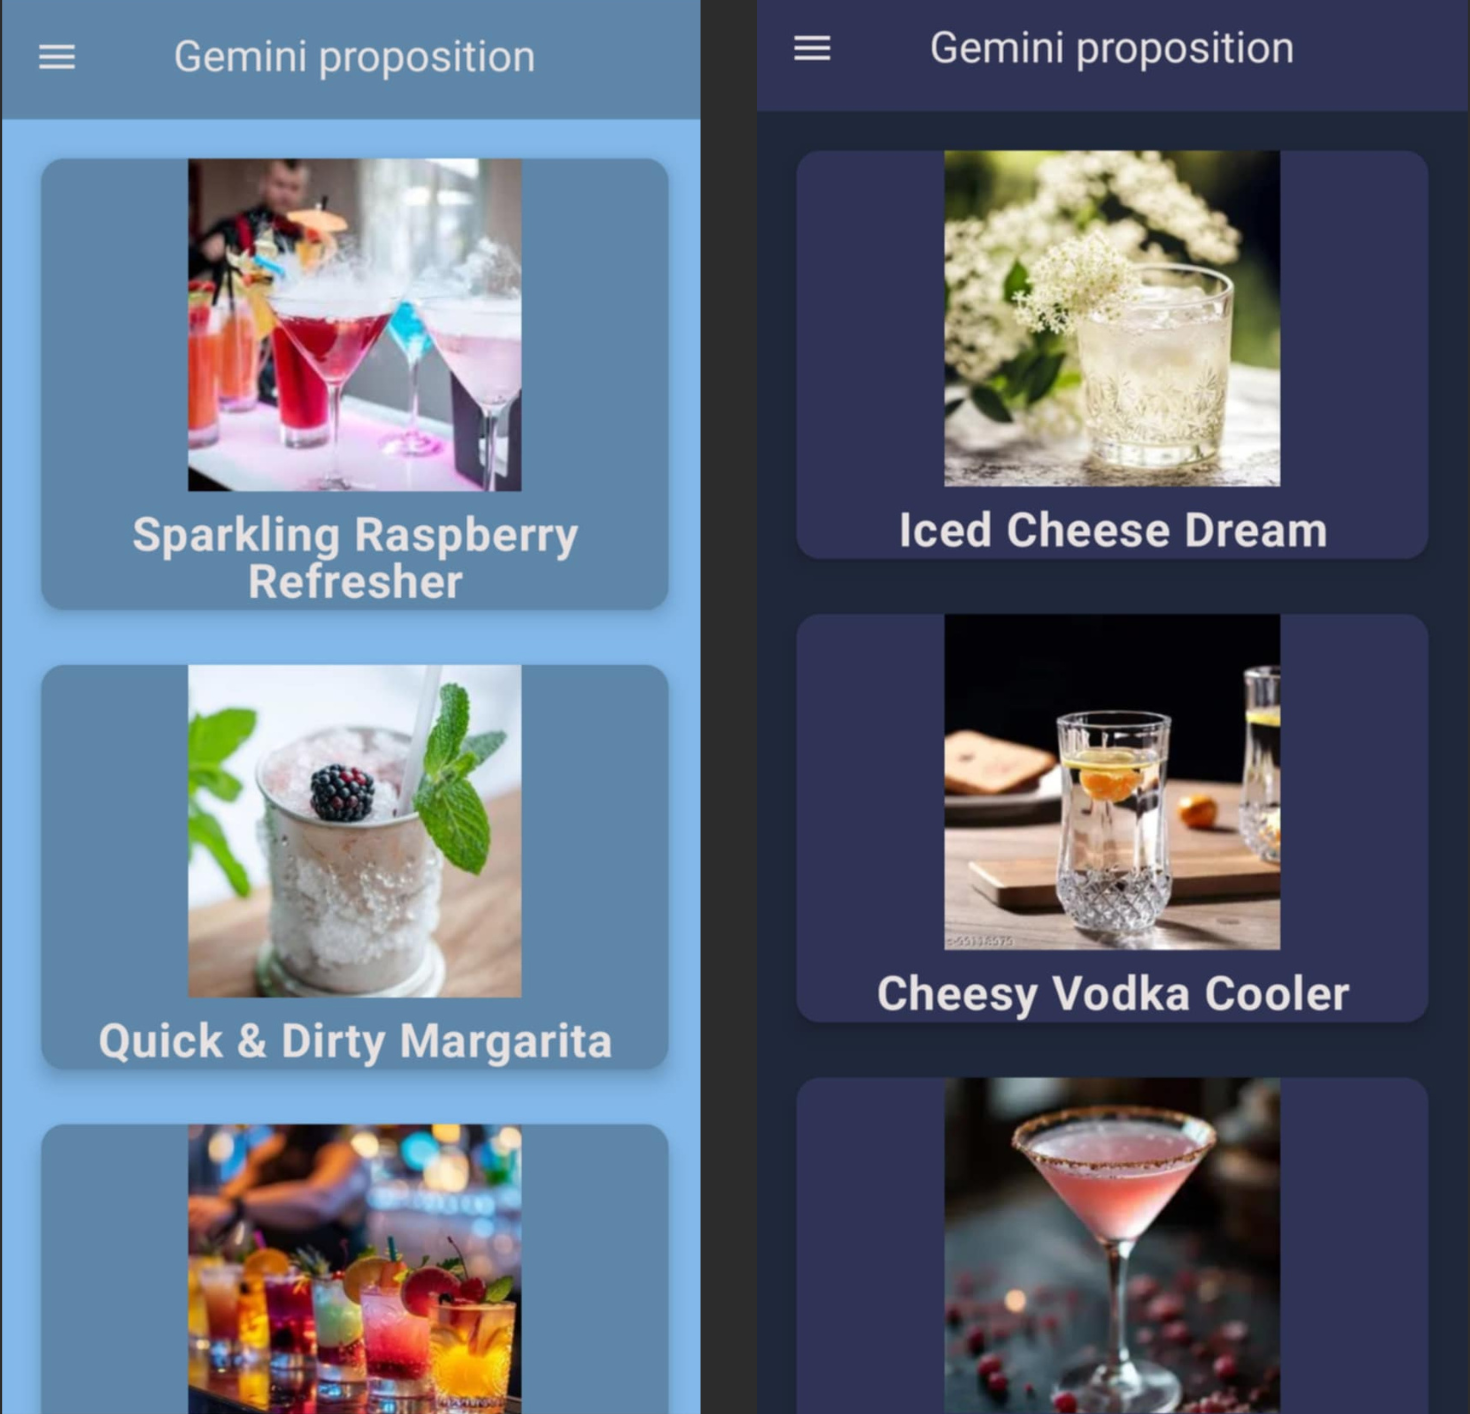 Gemini proposition
Sparkling Raspberry
Refresher
Quick & Dirty Margarita
Gemini proposition
Iced Cheese Dream
Cheesy Vodka Cooler